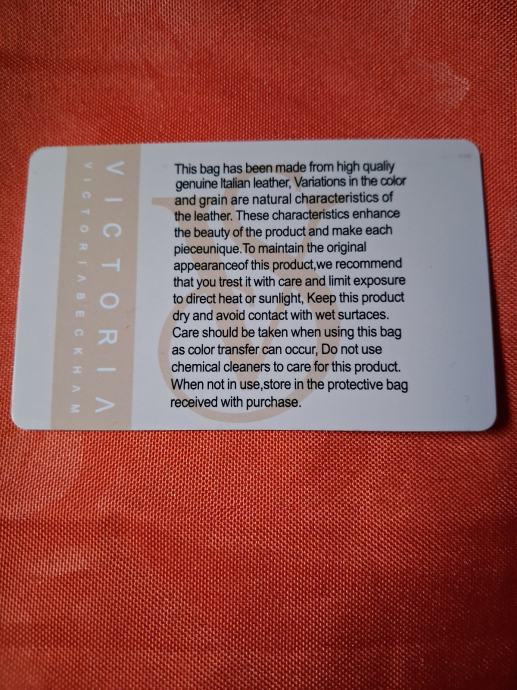 VICTORIA
VICTORIABECKHAM
This bag has been made from high qualiy
genuine Italian leather, Variations in the color
and grain are natural characteristics of
the leather. These characteristics enhance
the beauty of the product and make each
pieceunique.To maintain the original
appearanceof this product,we recommend
that you trest it with care and limit exposure
to direct heat or sunlight, Keep this product
dry and avoid contact with wet surtaces.
Care should be taken when using this bag
as color transfer can occur, Do not use
chemical cleaners to care for this product.
When not in use,store in the protective bag
received with purchase.